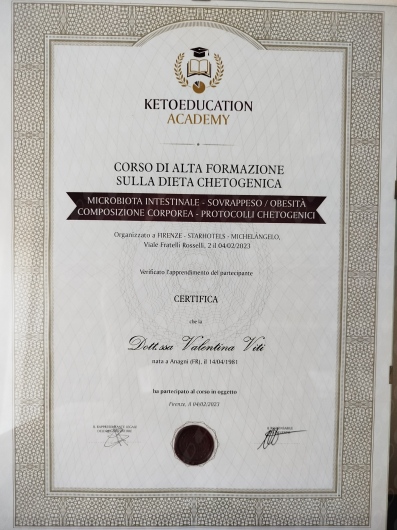 KETOEDUCATION
ACADEMY
CORSO DI ALTA FORMAZIONE
SULLA DIETA CHETOGENICA
MICROBIOTA INTESTINALE - SOVRAPPESO / OBESITÀ
COMPOSIZIONE CORPOREA - PROTOCOLLI CHETOGENICI
Organizzato a FIRENZE - STARHOTELS - MICHELANGELO,
Viale Fratelli Rosselli, 2 il 04/02/2023
Verificato l'apprendimento del partecipante
CERTIFICA
che la
Dott.ssa Valentina Viti
nata a Anagni (FR), il 14/04/1981
ha partecipato al corso in oggetto
Firenze, il 04/02/2023